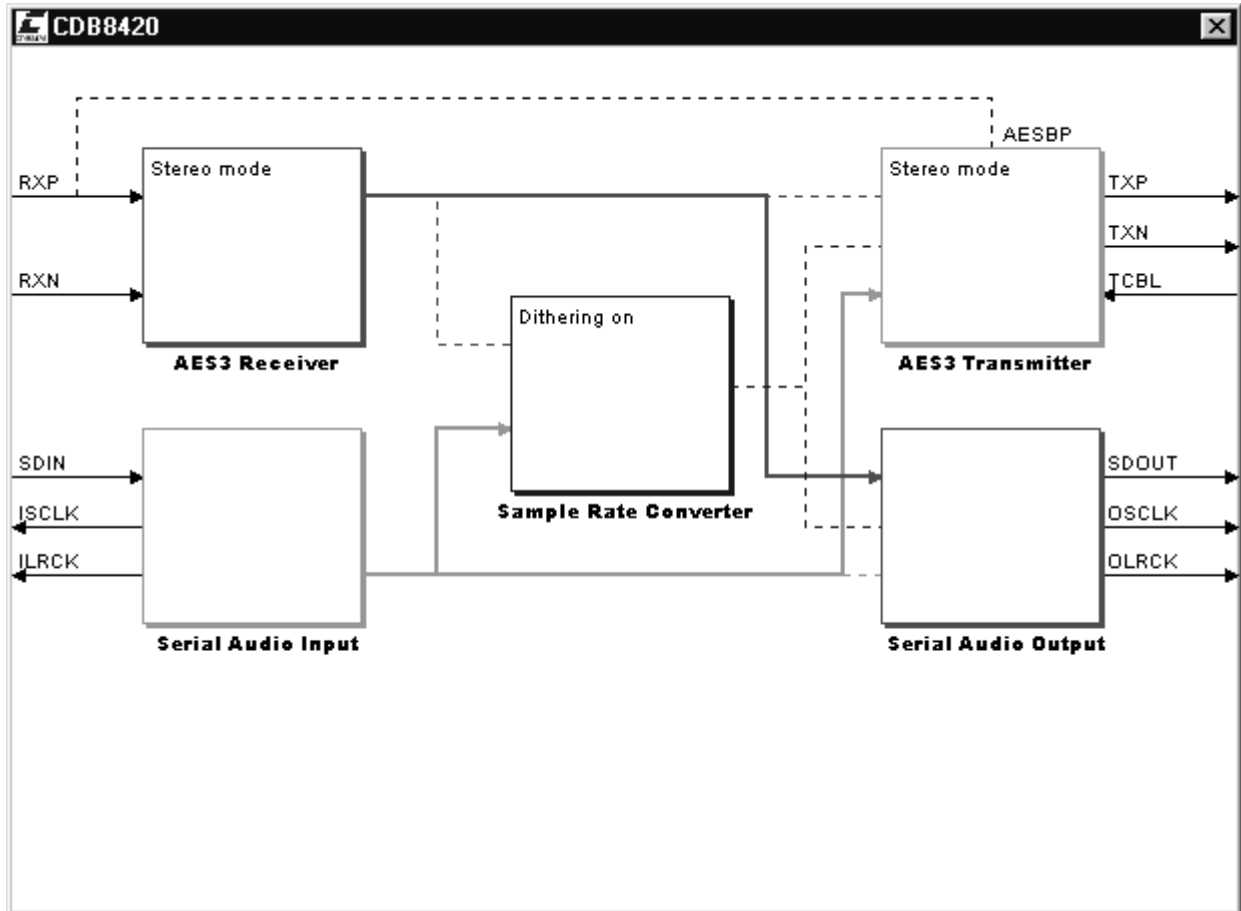 CDB8420
AESBP
RXP
Stereo mode
Stereo mode
TXP
TXN
RXN
TCBL
Dithering on
AES3 Receiver
AES3 Transmitter
SDIN
SDOUT
Sample Rate Converter
ISCLK
OSCLK
ILRCK
OLRCK
Serial Audio Input
Serial Audio Output